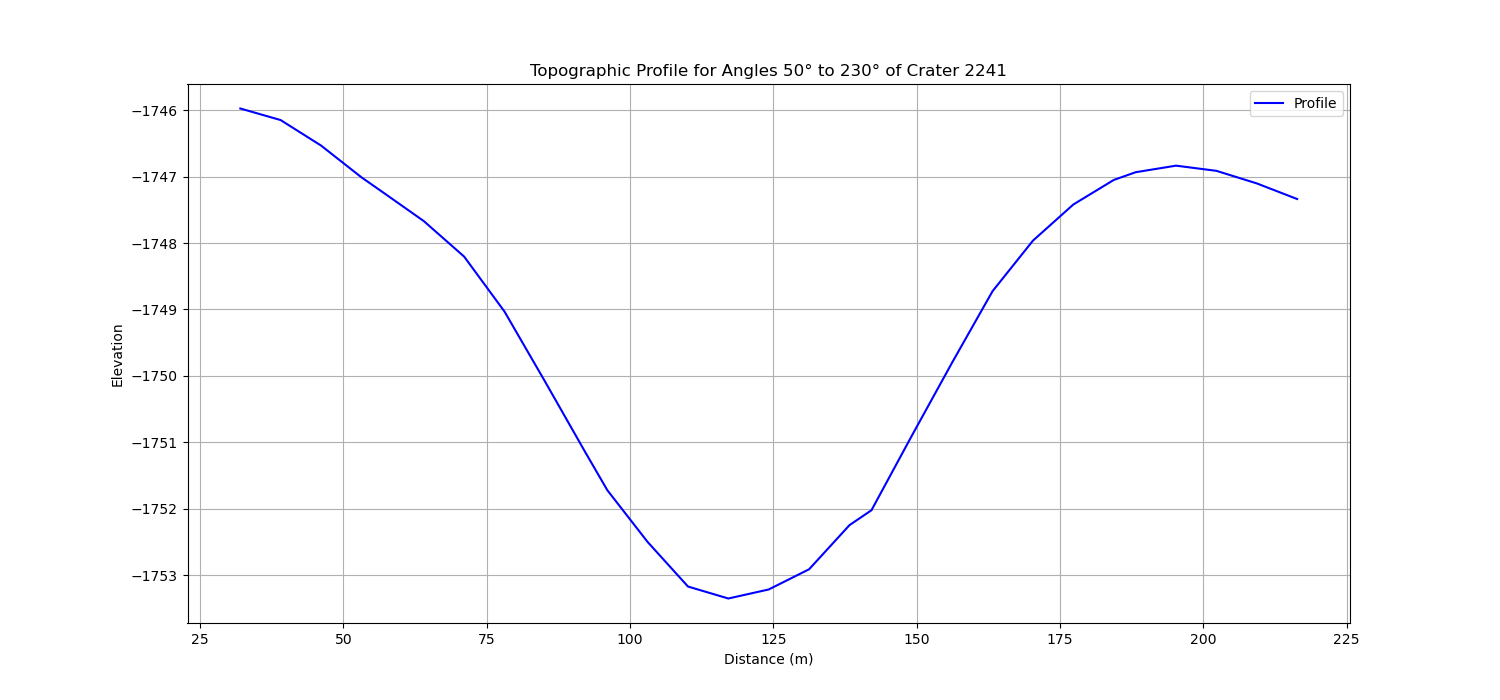 Topographic Profile for Angles 50° to 230° of Crater 2241
Profile
Elevation
−1746
−1747
−1748
−1749
−1750
−1751
−1752
−1753
25 50 75 100 125 150 175 200 225
Distance (m)